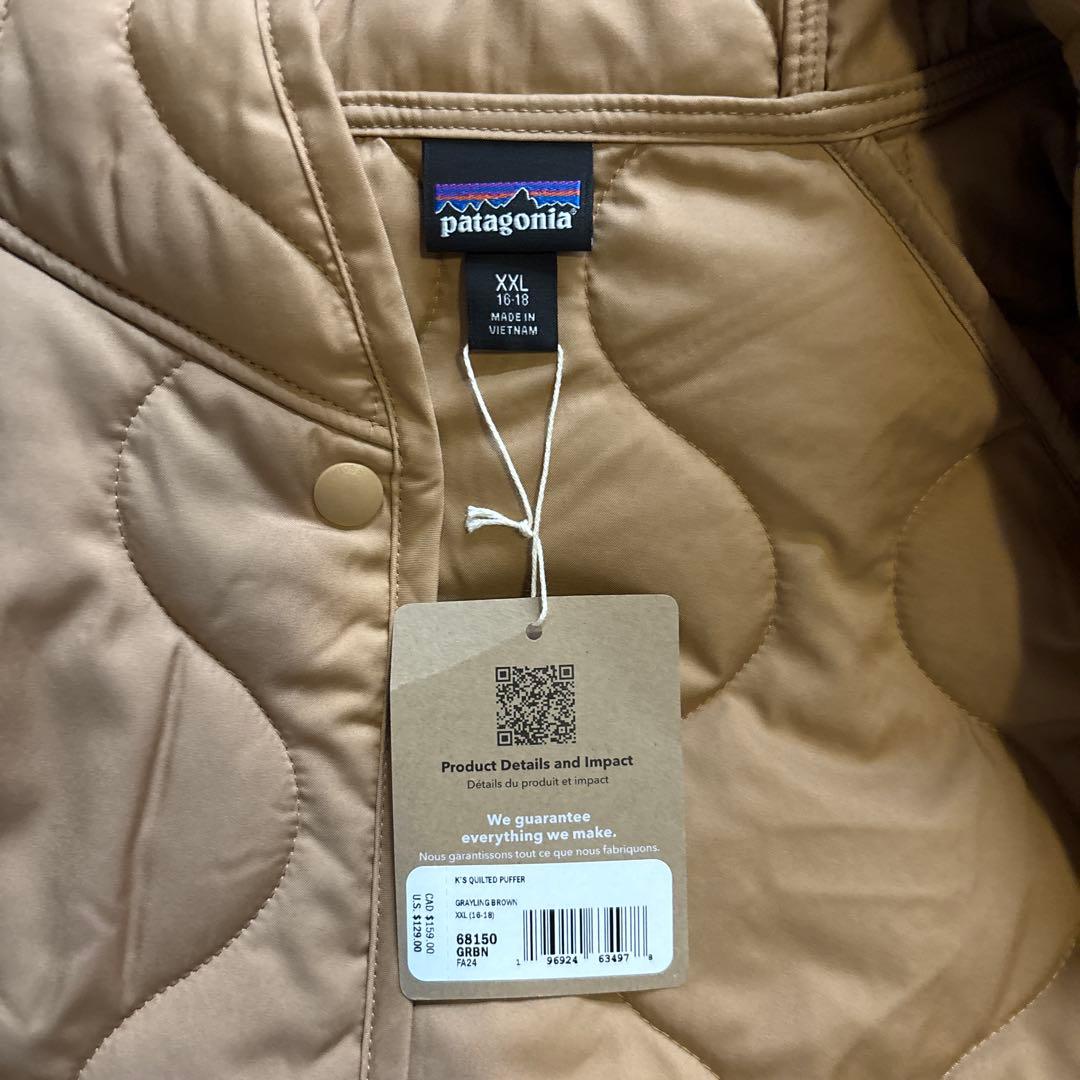 patagonia®
XXL
16-18
MADE IN
VIETNAM
Product Details and Impact
Détails du produit et impact
We guarantee
everything we make.
Nous garantissons tout ce que nous fabriquons.
K'S QUILTED PUFFER
GRAYLING BROWN
XXL (16-18)
68150
GRBN
FA24
1 96924 63497 8
CAD $159.00
U.S. $129.00